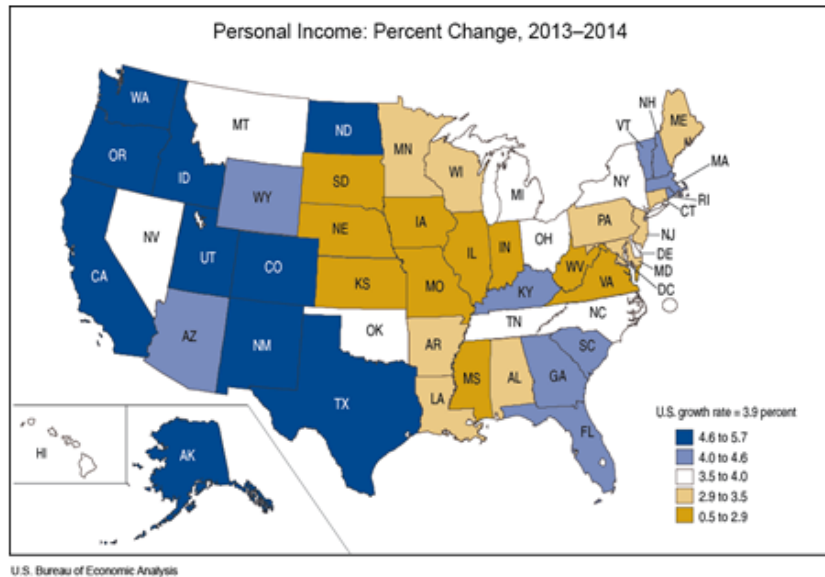 Personal Income: Percent Change, 2013–2014
WA
MT
ND
MN
OR
ID
WY
SD
WI
MI
NY
VT
NH
ME
MA
RI
CT
NV
UT
CO
NE
IA
IL
IN
OH
PA
NJ
DE
MD
DC
CA
KS
MO
KY
WV
VA
AZ
NM
OK
AR
TN
NC
SC
TX
LA
MS
AL
GA
FL
HI
AK
U.S. growth rate = 3.9 percent
4.6 to 5.7
4.0 to 4.6
3.5 to 4.0
2.9 to 3.5
0.5 to 2.9
U.S. Bureau of Economic Analysis